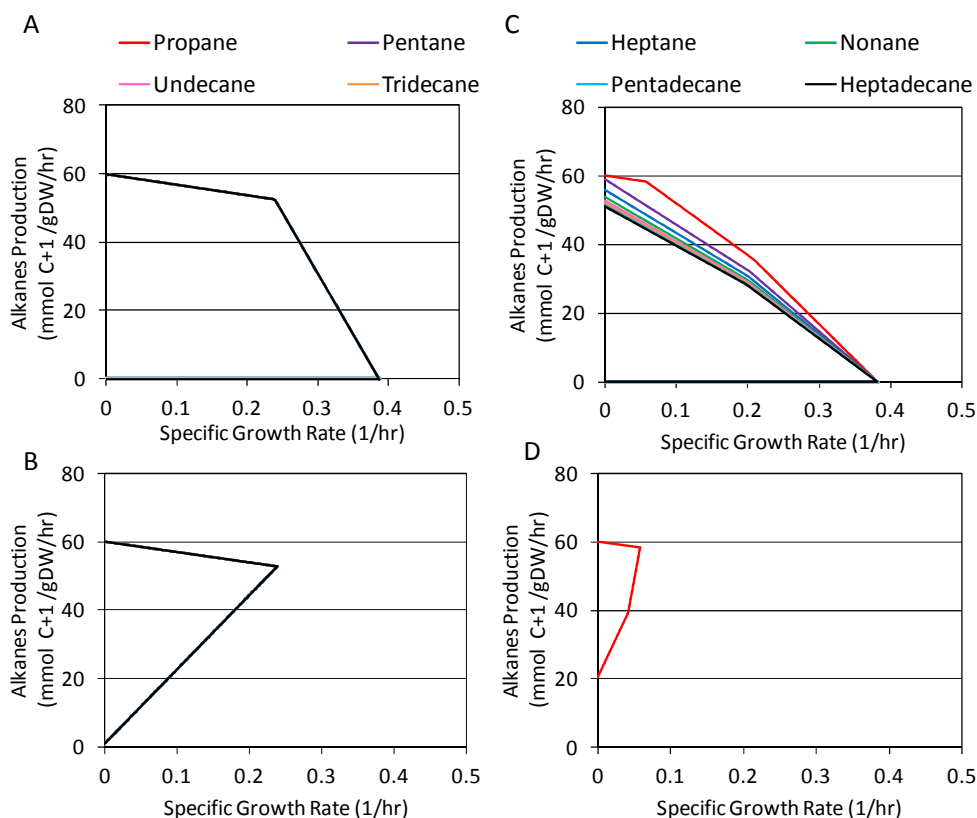 A
Propane
Pentane
Undecane
Tridecane
Alkanes Production
(mmol C+1 /gDW/hr)
80
60
40
20
0
0 0.1 0.2 0.3 0.4 0.5
Specific Growth Rate (1/hr)
C
Heptane
Nonane
Pentadecane
Heptadecane
Alkanes Production
(mmol C+1 /gDW/hr)
80
60
40
20
0
0 0.1 0.2 0.3 0.4 0.5
Specific Growth Rate (1/hr)
B
Alkanes Production
(mmol C+1 /gDW/hr)
80
60
40
20
0
0 0.1 0.2 0.3 0.4 0.5
Specific Growth Rate (1/hr)
D
Alkanes Production
(mmol C+1 /gDW/hr)
80
60
40
20
0
0 0.1 0.2 0.3 0.4 0.5
Specific Growth Rate (1/hr)